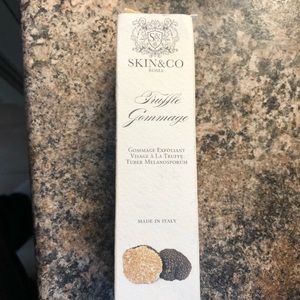 SKIN&CO
ROMA
Truffle
Gommage
GOMMAGE EXFOLIANT
VISAGE À LA TRUFFE
TUBER MELANOSPORUM
MADE IN ITALY